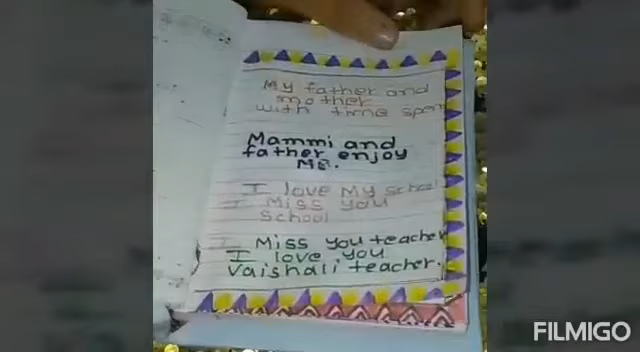 My father and
mother
with time spen
Mammi and
father enjoy
Me.
I love My school
I Miss you
School
I Miss you teacher
I love you
Vaishali teacher.
FILMIGO